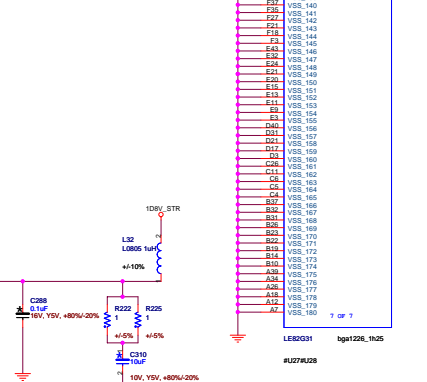 F37 VSS_140
F35 VSS_141
F27 VSS_142
F21 VSS_143
F18 VSS_144
F3 VSS_145
E43 VSS_146
E32 VSS_147
E24 VSS_148
E21 VSS_149
E20 VSS_150
E15 VSS_151
E13 VSS_152
E11 VSS_153
E9 VSS_154
E3 VSS_155
D40 VSS_156
D31 VSS_157
D21 VSS_158
D17 VSS_159
D3 VSS_160
C26 VSS_161
C11 VSS_162
C6 VSS_163
C5 VSS_164
C4 VSS_165
B37 VSS_166
B32 VSS_167
B31 VSS_168
B26 VSS_169
B23 VSS_170
B22 VSS_171
B19 VSS_172
B14 VSS_173
B10 VSS_174
A39 VSS_175
A34 VSS_176
A26 VSS_177
A18 VSS_178
A12 VSS_179
A7 VSS_180
7 OF 7
LE82G31
bga1226_1h25
#U27#U28
1D8V_STR
2
L32
L0805 1uH
+/-10%
1
C288
0.1uF
16V, Y5V, +80%/-20%
R222
1
+/-5%
R225
1
+/-5%
C310
10uF
2
10V, Y5V, +80%/-20%